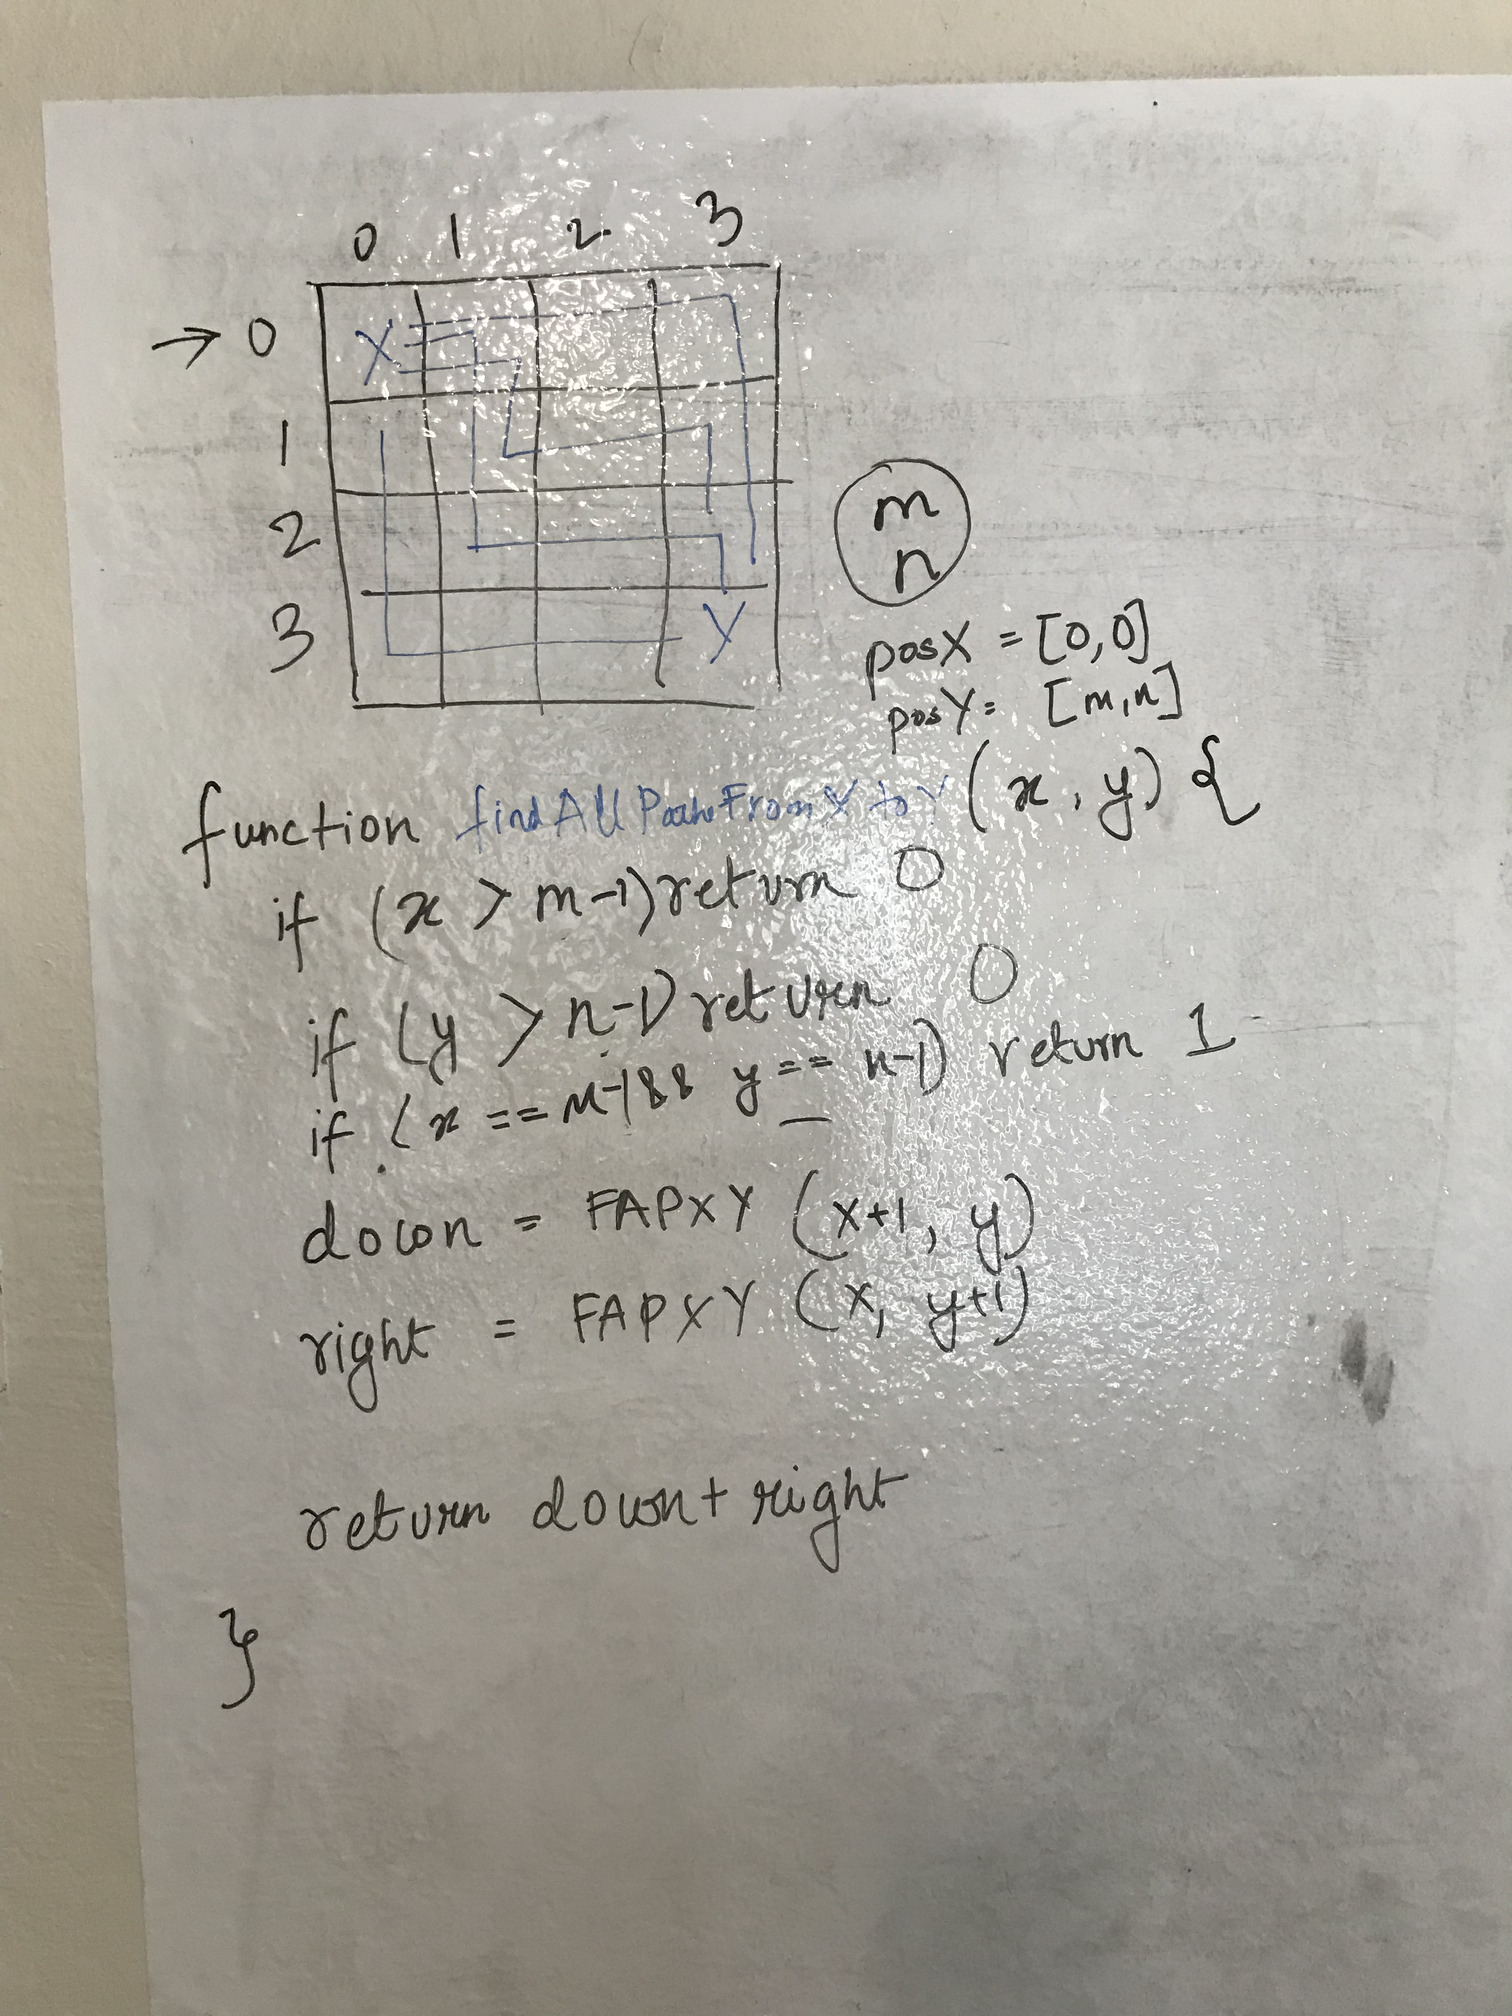 0 1 2 3
→ 0 X
1
2
3 Y
m
n
posX = [0,0]
posY = [m,n]
function findAllPathsFromXtoY (x, y) {
if (x > m-1) return 0
if (y > n-1) return 0
if (x == m-1 && y == n-1) return 1
down = FAPXY (x+1, y)
right = FAPXY (x, y+1)
return down + right
}